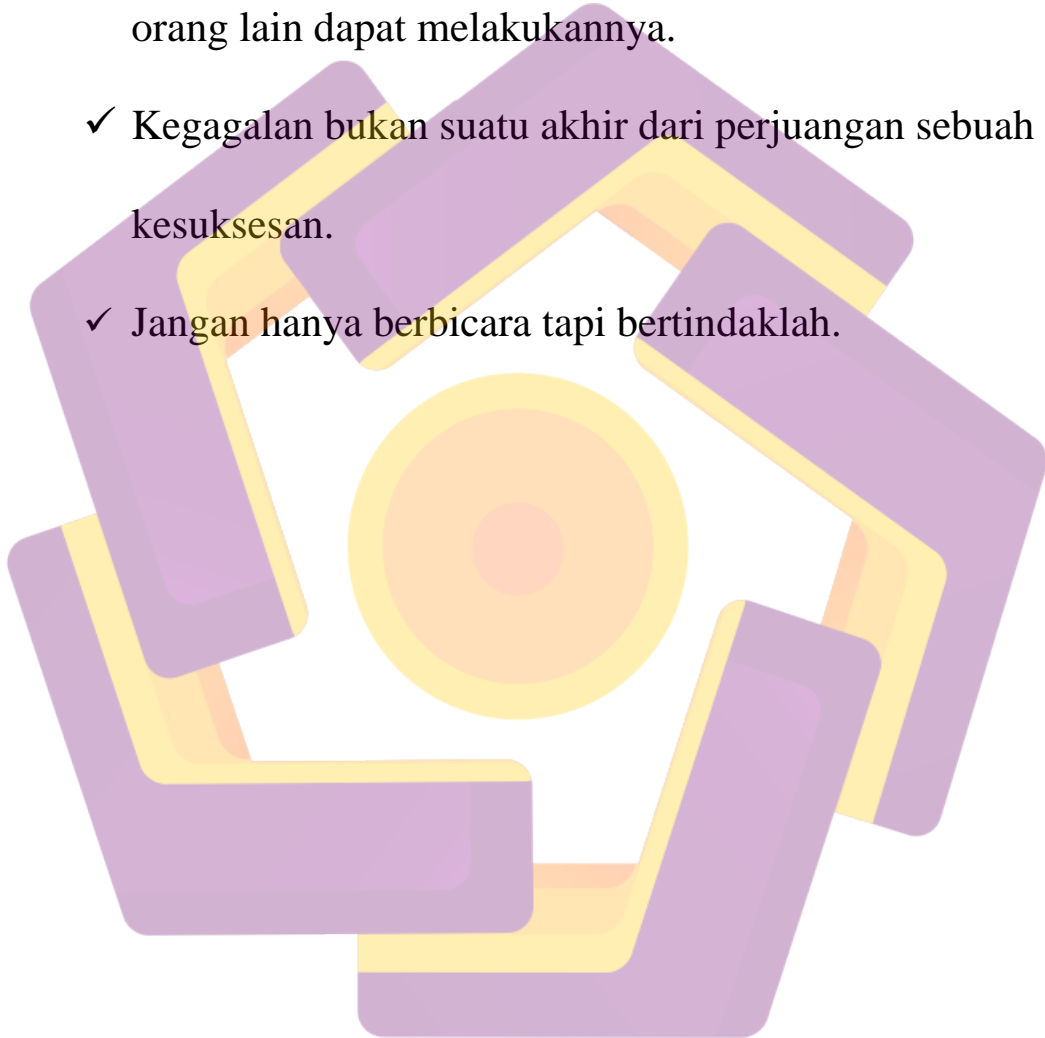 orang lain dapat melakukannya.
✓ Kegagalan bukan suatu akhir dari perjuangan sebuah
kesuksesan.
✓ Jangan hanya berbicara tapi bertindaklah.